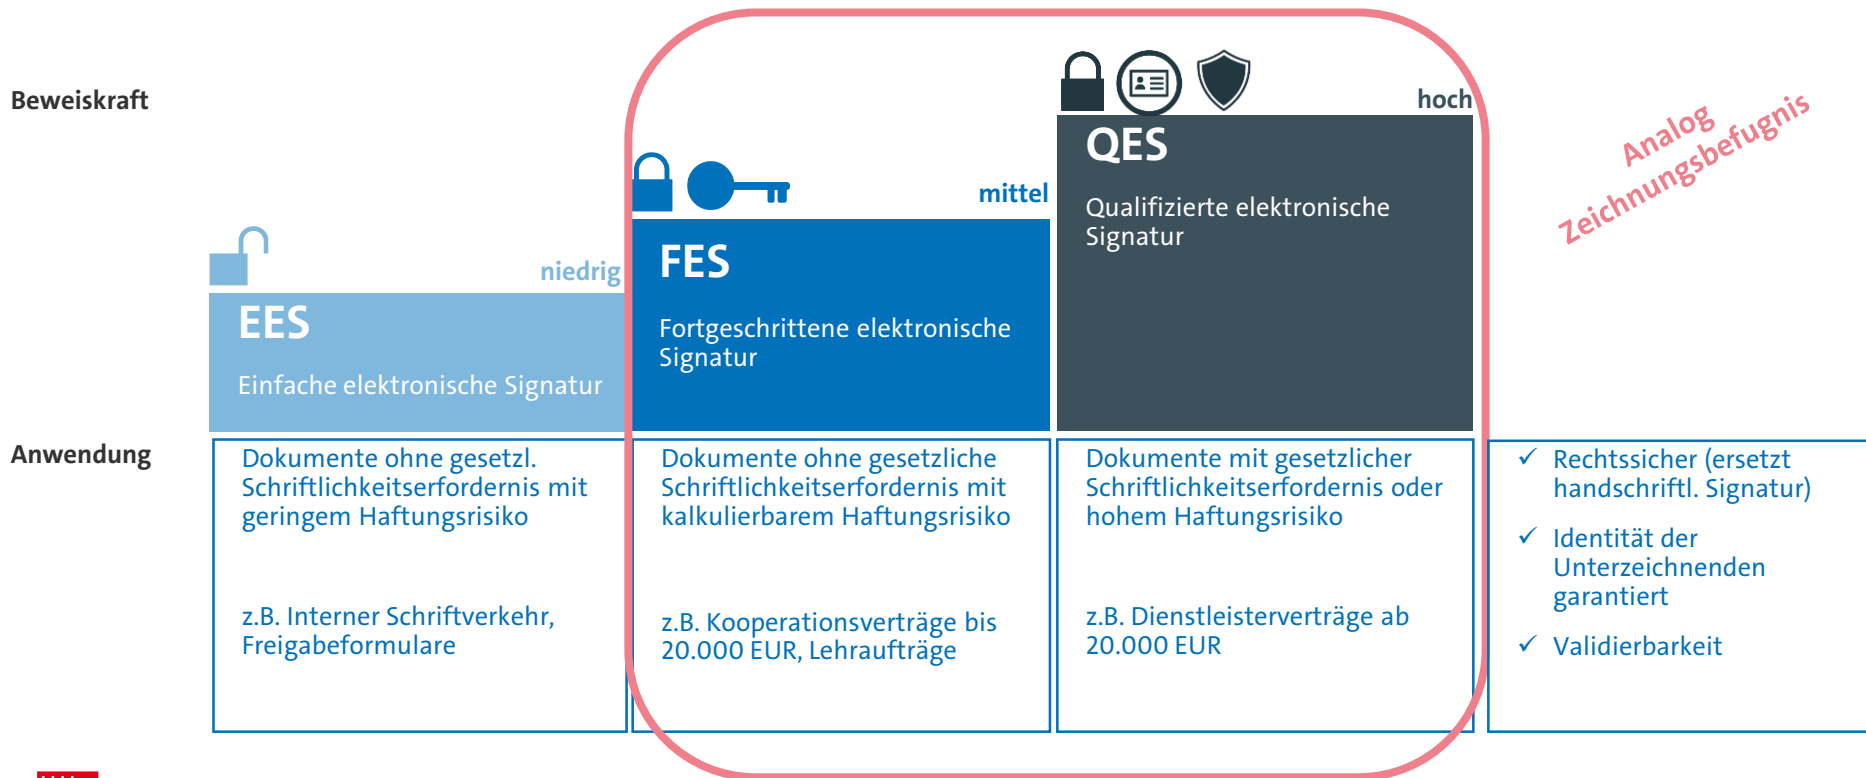 Beweiskraft
niedrig
EES
Einfache elektronische Signatur
mittel
FES
Fortgeschrittene elektronische
Signatur
hoch
QES
Qualifizierte elektronische
Signatur
Analog
Zeichnungsbefugnis
Anwendung
Dokumente ohne gesetzl.
Schriftlichkeitserfordernis mit
geringem Haftungsrisiko
z.B. Interner Schriftverkehr,
Freigabeformulare
Dokumente ohne gesetzliche
Schriftlichkeitserfordernis mit
kalkulierbarem Haftungsrisiko
z.B. Kooperationsverträge bis
20.000 EUR, Lehraufträge
Dokumente mit gesetzlicher
Schriftlichkeitserfordernis oder
hohem Haftungsrisiko
z.B. Dienstleisterverträge ab
20.000 EUR
✓ Rechtssicher (ersetzt
handschriftl. Signatur)
✓ Identität der
Unterzeichnenden
garantiert
✓ Validierbarkeit